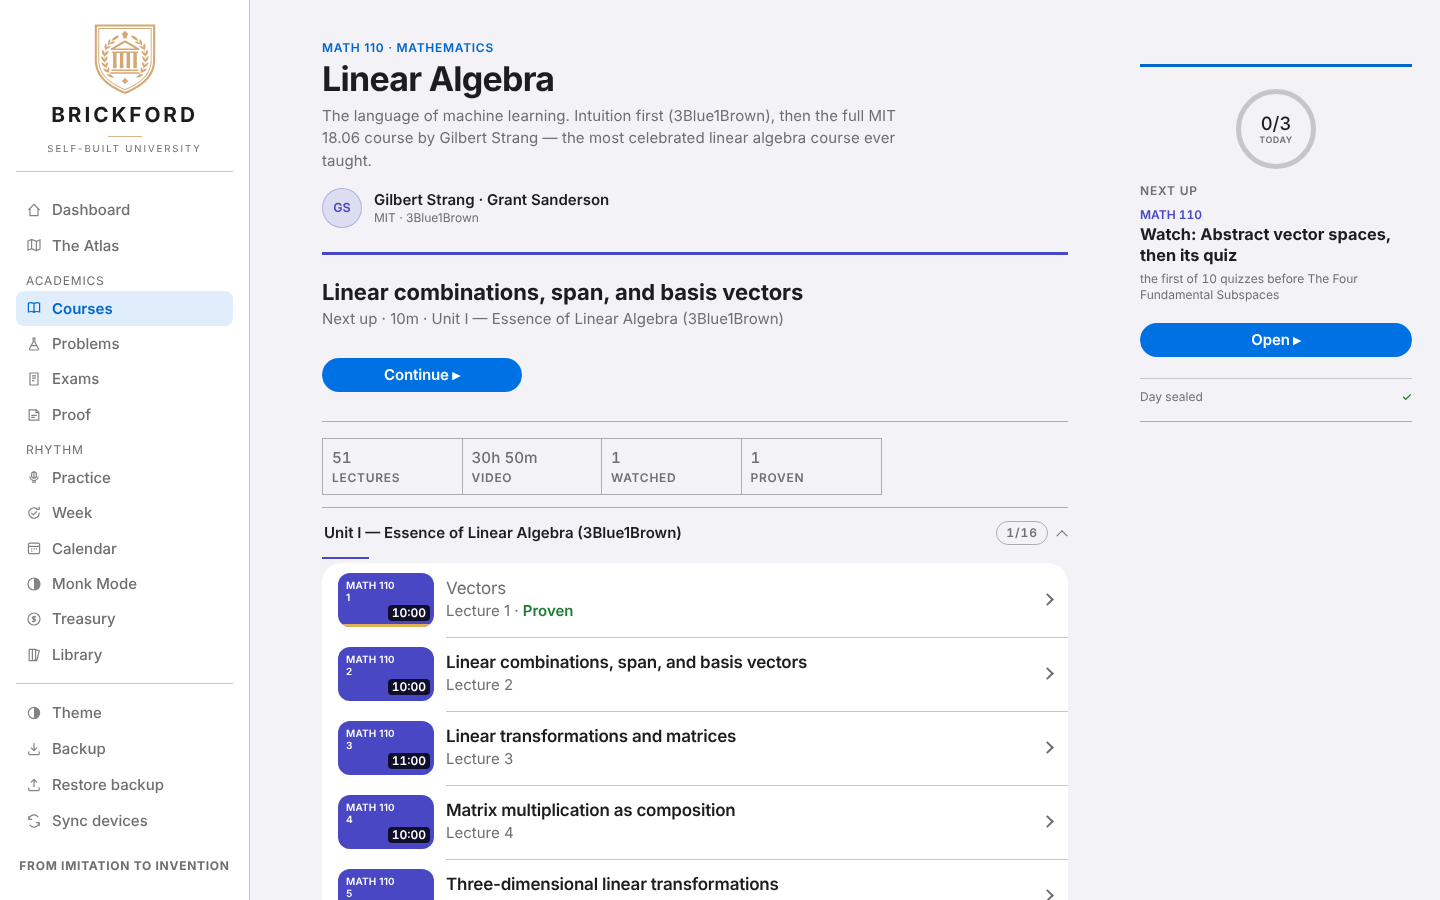 BRICKFORD
SELF-BUILT UNIVERSITY
Dashboard
The Atlas
ACADEMICS
Courses
Problems
Exams
Proof
RHYTHM
Practice
Week
Calendar
Monk Mode
Treasury
Library
Theme
Backup
Restore backup
Sync devices
FROM IMITATION TO INVENTION
MATH 110 · MATHEMATICS
Linear Algebra
The language of machine learning. Intuition first (3Blue1Brown), then the full MIT
18.06 course by Gilbert Strang — the most celebrated linear algebra course ever
taught.
GS
Gilbert Strang · Grant Sanderson
MIT · 3Blue1Brown
Linear combinations, span, and basis vectors
Next up · 10m · Unit I — Essence of Linear Algebra (3Blue1Brown)
Continue ▸
51
LECTURES
30h 50m
VIDEO
1
WATCHED
1
PROVEN
Unit I — Essence of Linear Algebra (3Blue1Brown)
1/16
MATH 110
1
10:00
Vectors
Lecture 1 · Proven
MATH 110
2
10:00
Linear combinations, span, and basis vectors
Lecture 2
MATH 110
3
11:00
Linear transformations and matrices
Lecture 3
MATH 110
4
10:00
Matrix multiplication as composition
Lecture 4
MATH 110
5
Three-dimensional linear transformations
0/3
TODAY
NEXT UP
MATH 110
Watch: Abstract vector spaces,
then its quiz
the first of 10 quizzes before The Four
Fundamental Subspaces
Open ▸
Day sealed